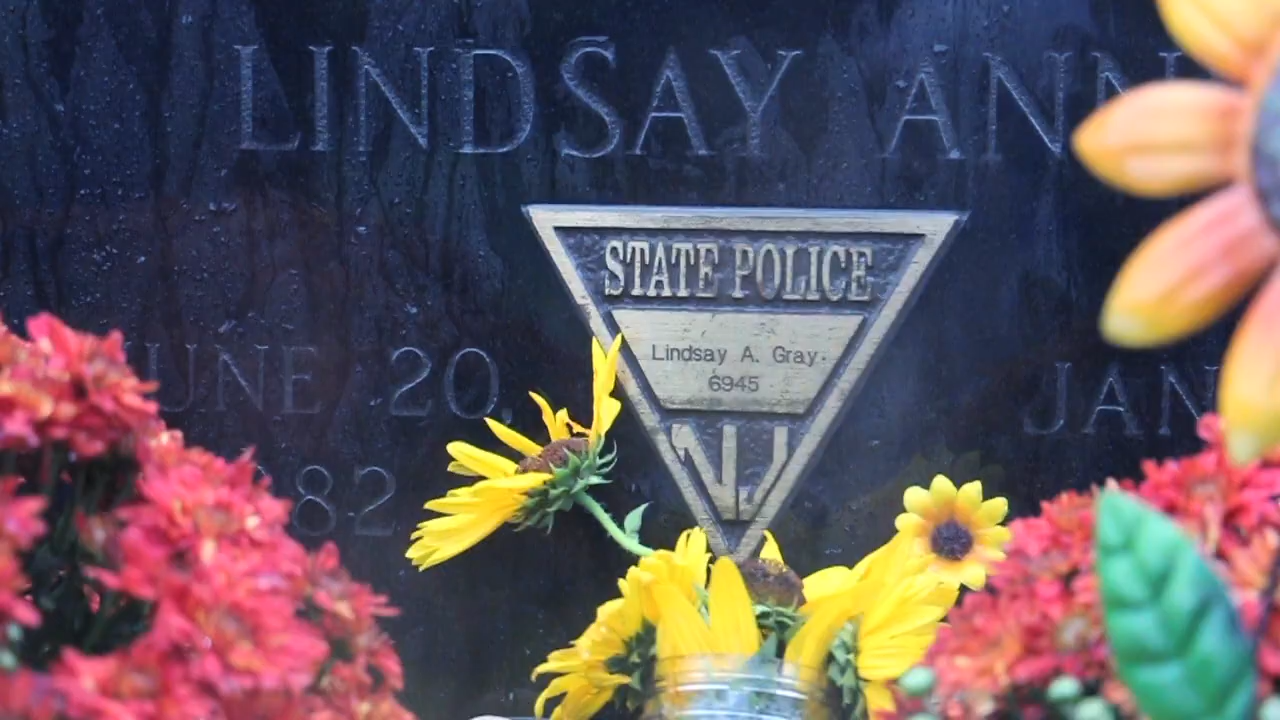 LINDSAY ANN
STATE POLICE
Lindsay A. Gray
6945
NJ
UNE 20,
JAN
82